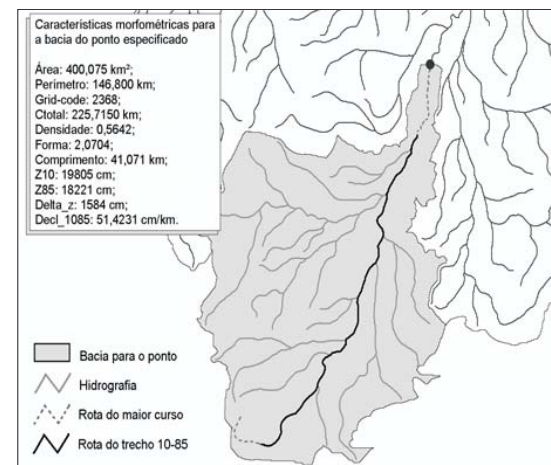 Características morfométricas para
a bacia do ponto especificado
Área: 400,075 km²;
Perímetro: 146,800 km;
Grid-code: 2368;
Ctotal: 225,7150 km;
Densidade: 0,5642;
Forma: 2,0704;
Comprimento: 41,071 km;
Z10: 19805 cm;
Z85: 18221 cm;
Delta_z: 1584 cm;
Decl_1085: 51,4231 cm/km.
Bacia para o ponto
Hidrografia
Rota do maior curso
Rota do trecho 10-85